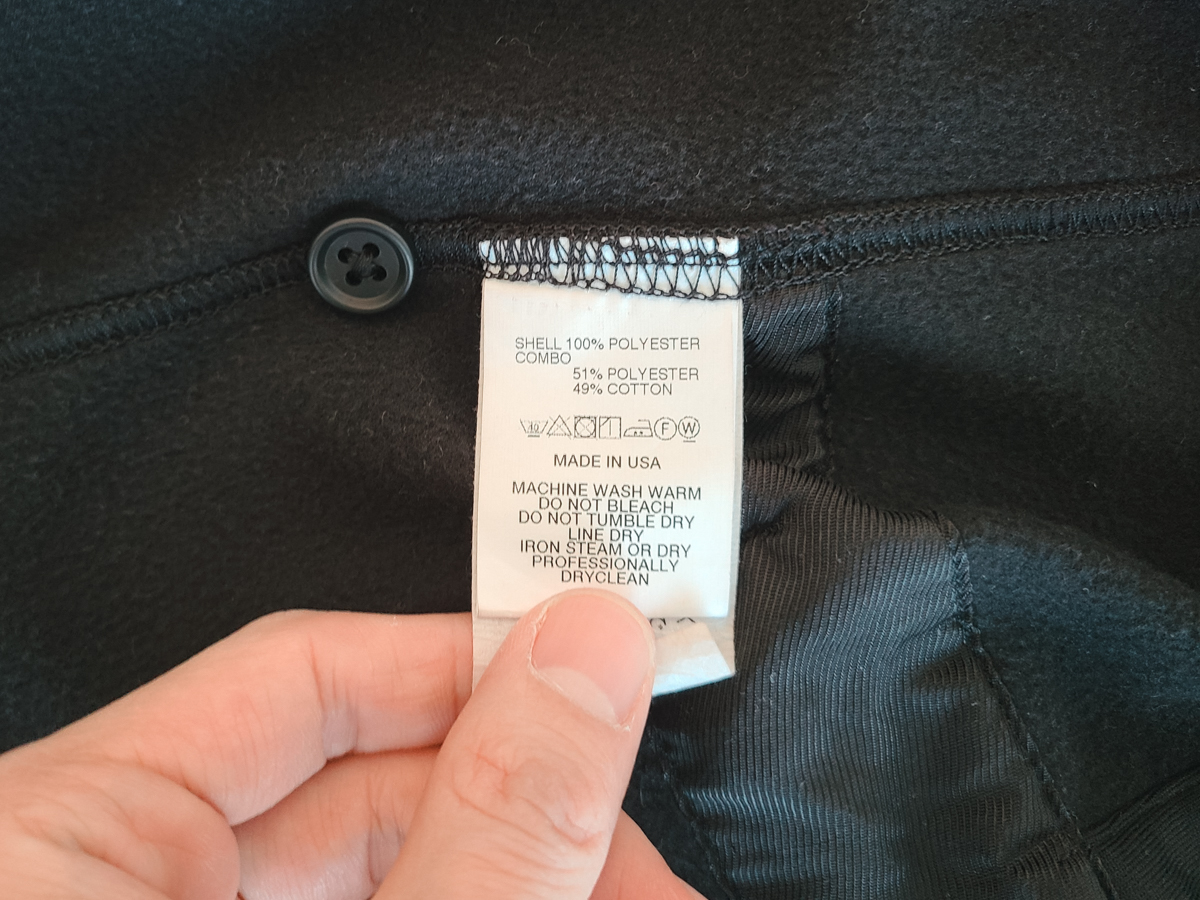 SHELL 100% POLYESTER
COMBO
51% POLYESTER
49% COTTON
40 F W
MADE IN USA
MACHINE WASH WARM
DO NOT BLEACH
DO NOT TUMBLE DRY
LINE DRY
IRON STEAM OR DRY
PROFESSIONALLY
DRYCLEAN